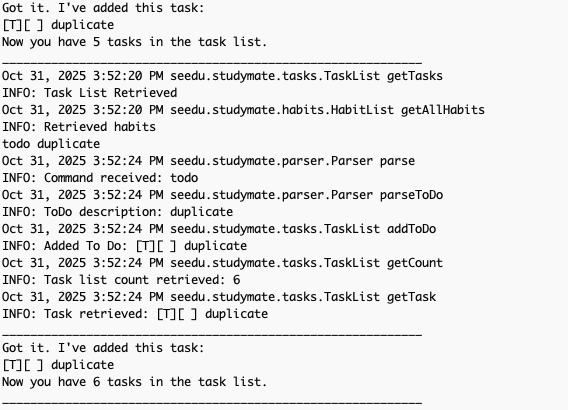 Got it. I've added this task:
[T][ ] duplicate
Now you have 5 tasks in the task list.
____________________________________________________________
Oct 31, 2025 3:52:20 PM seedu.studymate.tasks.TaskList getTasks
INFO: Task List Retrieved
Oct 31, 2025 3:52:20 PM seedu.studymate.habits.HabitList getAllHabits
INFO: Retrieved habits
todo duplicate
Oct 31, 2025 3:52:24 PM seedu.studymate.parser.Parser parse
INFO: Command received: todo
Oct 31, 2025 3:52:24 PM seedu.studymate.parser.Parser parseToDo
INFO: ToDo description: duplicate
Oct 31, 2025 3:52:24 PM seedu.studymate.tasks.TaskList addToDo
INFO: Added To Do: [T][ ] duplicate
Oct 31, 2025 3:52:24 PM seedu.studymate.tasks.TaskList getCount
INFO: Task list count retrieved: 6
Oct 31, 2025 3:52:24 PM seedu.studymate.tasks.TaskList getTask
INFO: Task retrieved: [T][ ] duplicate
____________________________________________________________
Got it. I've added this task:
[T][ ] duplicate
Now you have 6 tasks in the task list.
____________________________________________________________